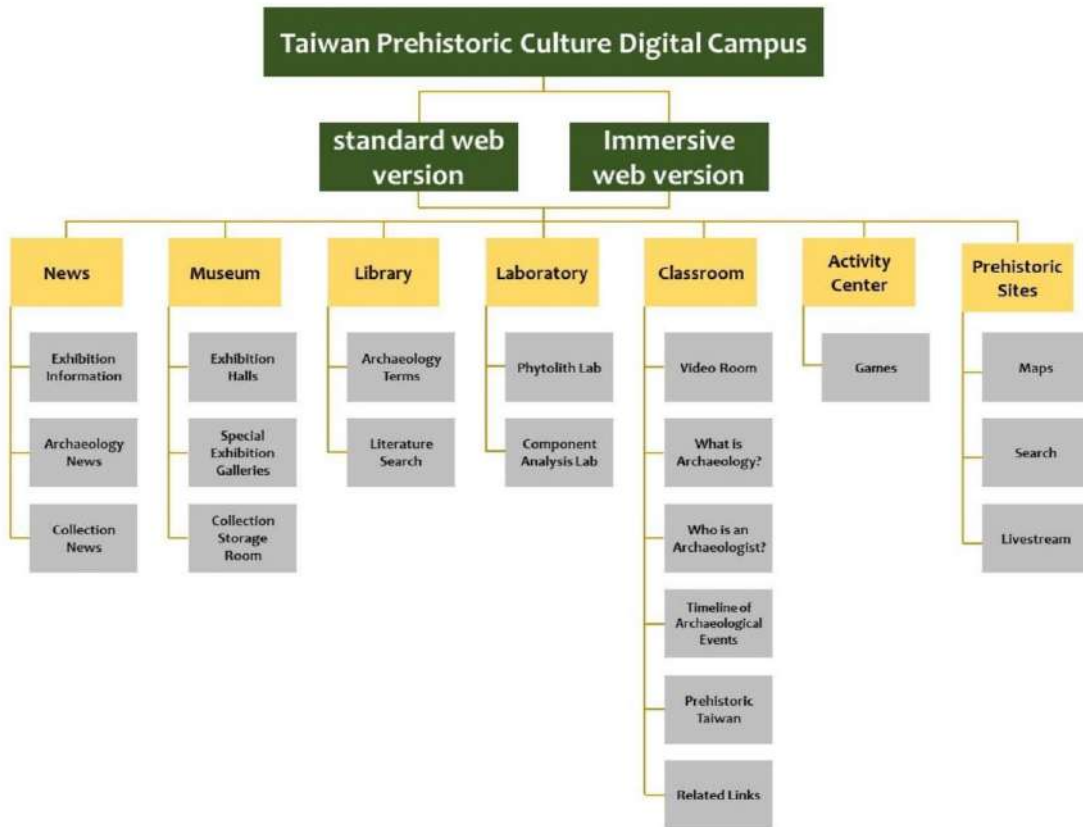 Taiwan Prehistoric Culture Digital Campus
standard web
version
Immersive
web version
News
Museum
Library
Laboratory
Classroom
Activity
Center
Prehistoric
Sites
Exhibition
Information
Archaeology
News
Collection
News
Exhibition
Halls
Special
Exhibition
Galleries
Collection
Storage
Room
Archaeology
Terms
Literature
Search
Phytolith Lab
Component
Analysis Lab
Video Room
What is
Archaeology?
Who is an
Archaeologist?
Timeline of
Archaeological
Events
Prehistoric
Taiwan
Related Links
Games
Maps
Search
Livestream